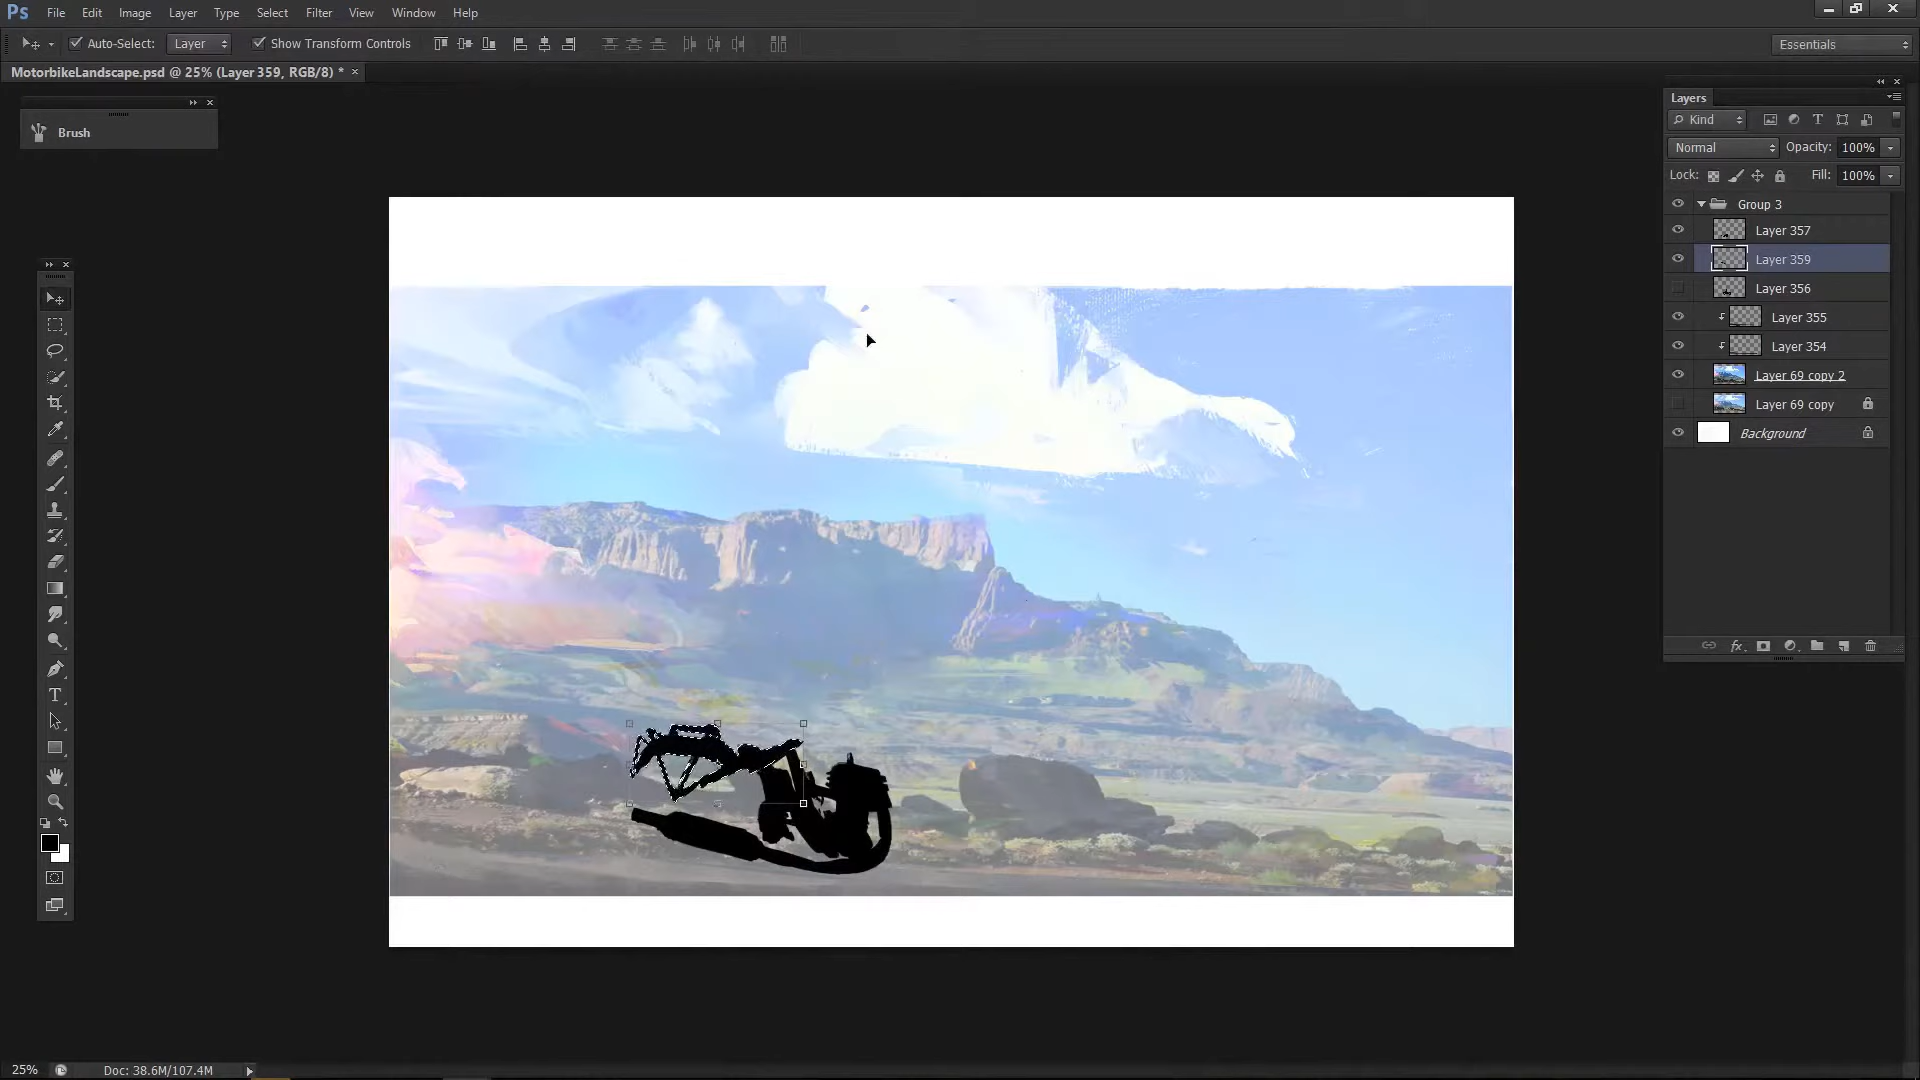 Ps File Edit Image Layer Type Select Filter View Window Help
Auto-Select: Layer Show Transform Controls Essentials
MotorbikeLandscape.psd @ 25% (Layer 359, RGB/8) *
Brush
Layers
Kind
Normal Opacity: 100%
Lock: Fill: 100%
Group 3
Layer 357
Layer 359
Layer 356
Layer 355
Layer 354
Layer 69 copy 2
Layer 69 copy
Background
25% Doc: 38.6M/107.4M